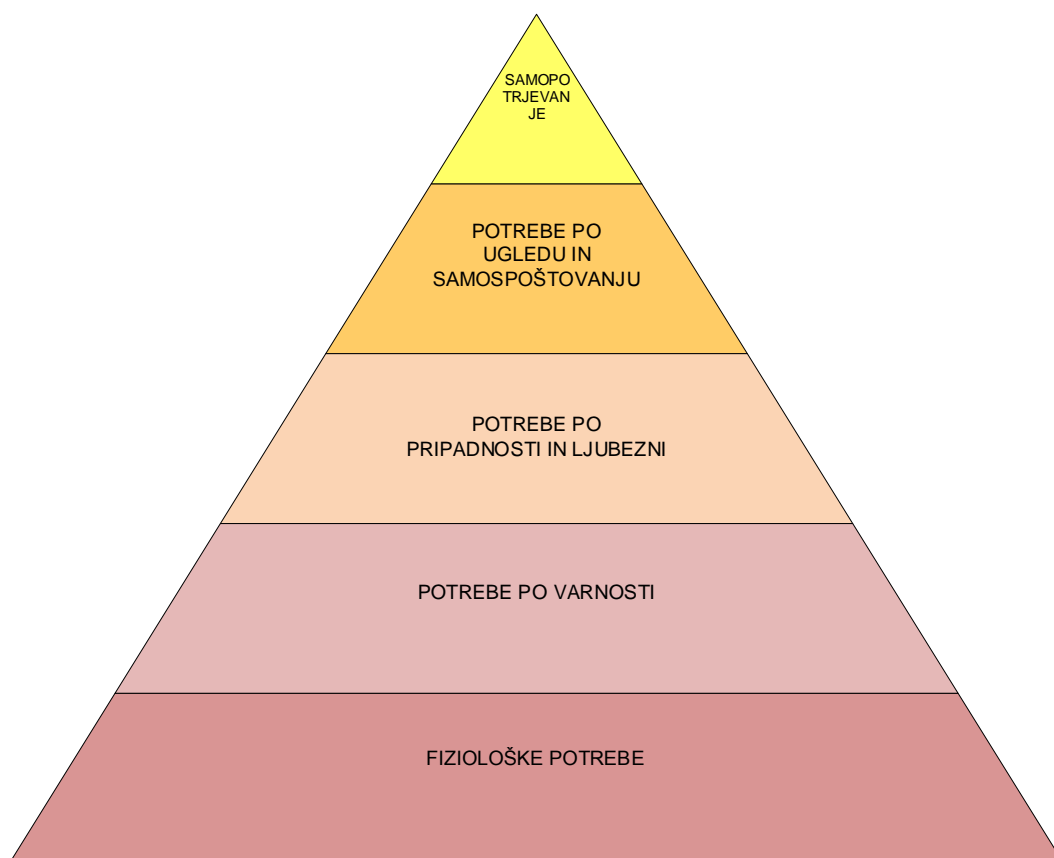 SAMOPO
TRJEVAN
JE
POTREBE PO
UGLEDU IN
SAMOSPOŠTOVANJU
POTREBE PO
PRIPADNOSTI IN LJUBEZNI
POTREBE PO VARNOSTI
FIZIOLOŠKE POTREBE